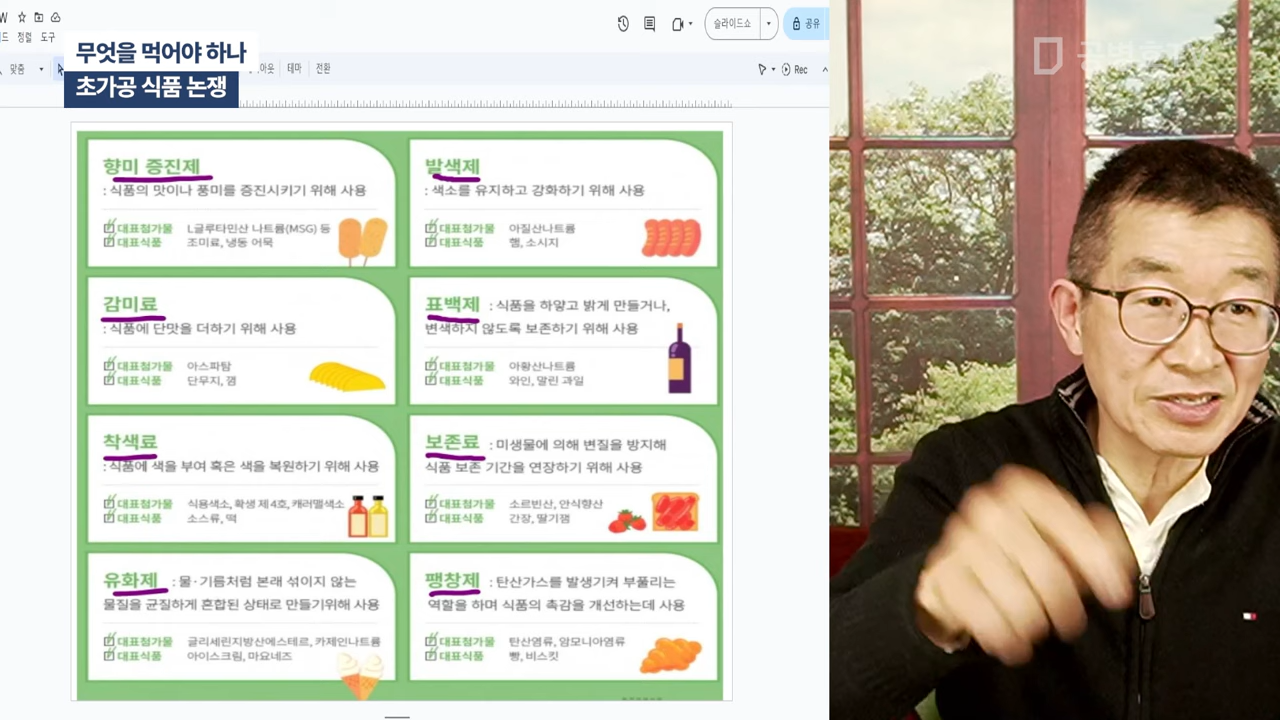 W
슬라이드쇼
공유
정렬 도구
무엇을 먹어야 하나
초가공 식품 논쟁
맞춤
테마 전환
Rec
공병호TV
향미 증진제
: 식품의 맛이나 풍미를 증진시키기 위해 사용
대표첨가물 L글루타민산 나트륨(MSG) 등
대표식품 조미료, 냉동 어묵
발색제
: 색소를 유지하고 강화하기 위해 사용
대표첨가물 아질산나트륨
대표식품 햄, 소시지
감미료
: 식품에 단맛을 더하기 위해 사용
대표첨가물 아스파탐
대표식품 단무지, 껌
표백제 : 식품을 하얗고 밝게 만들거나,
변색하지 않도록 보존하기 위해 사용
대표첨가물 아황산나트륨
대표식품 와인, 말린 과일
착색료
: 식품에 색을 부여 혹은 색을 복원하기 위해 사용
대표첨가물 식용색소, 확생 제4호, 캐러멜색소
대표식품 소스류, 떡
보존료 : 미생물에 의해 변질을 방지해
식품 보존 기간을 연장하기 위해 사용
대표첨가물 소르빈산, 안식향산
대표식품 간장, 딸기잼
유화제 : 물·기름처럼 본래 섞이지 않는
물질을 균질하게 혼합된 상태로 만들기위해 사용
대표첨가물 글리세린지방산에스테르, 카제인나트륨
대표식품 아이스크림, 마요네즈
팽창제 : 탄산가스를 발생기켜 부풀리는
역할을 하며 식품의 촉감을 개선하는데 사용
대표첨가물 탄산염류, 암모니아염류
대표식품 빵, 비스킷